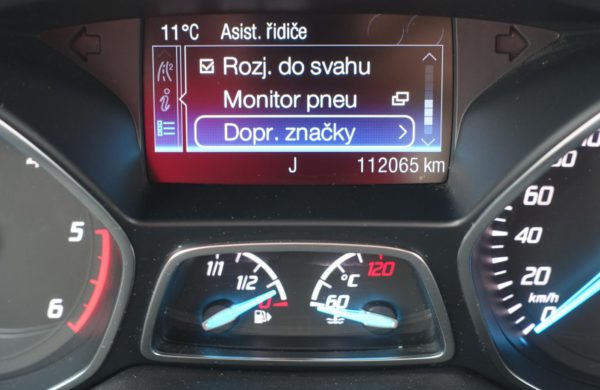 11°C Asist. řidiče
Rozj. do svahu
Monitor pneu
Dopr. značky
J 112065 km
5
6
1/1
1/2
0
°C
120
60
80
60
40
20
km/h
0